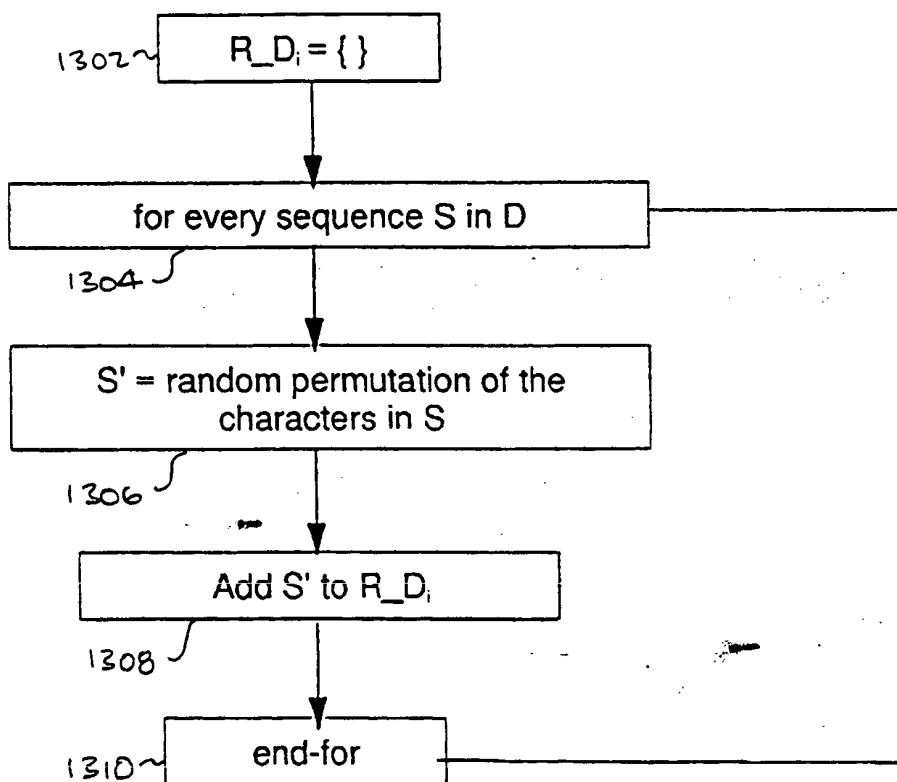 1302
R_Dᵢ = { }
for every sequence S in D
1304
S' = random permutation of the
characters in S
1306
Add S' to R_Dᵢ
1308
1310
end-for